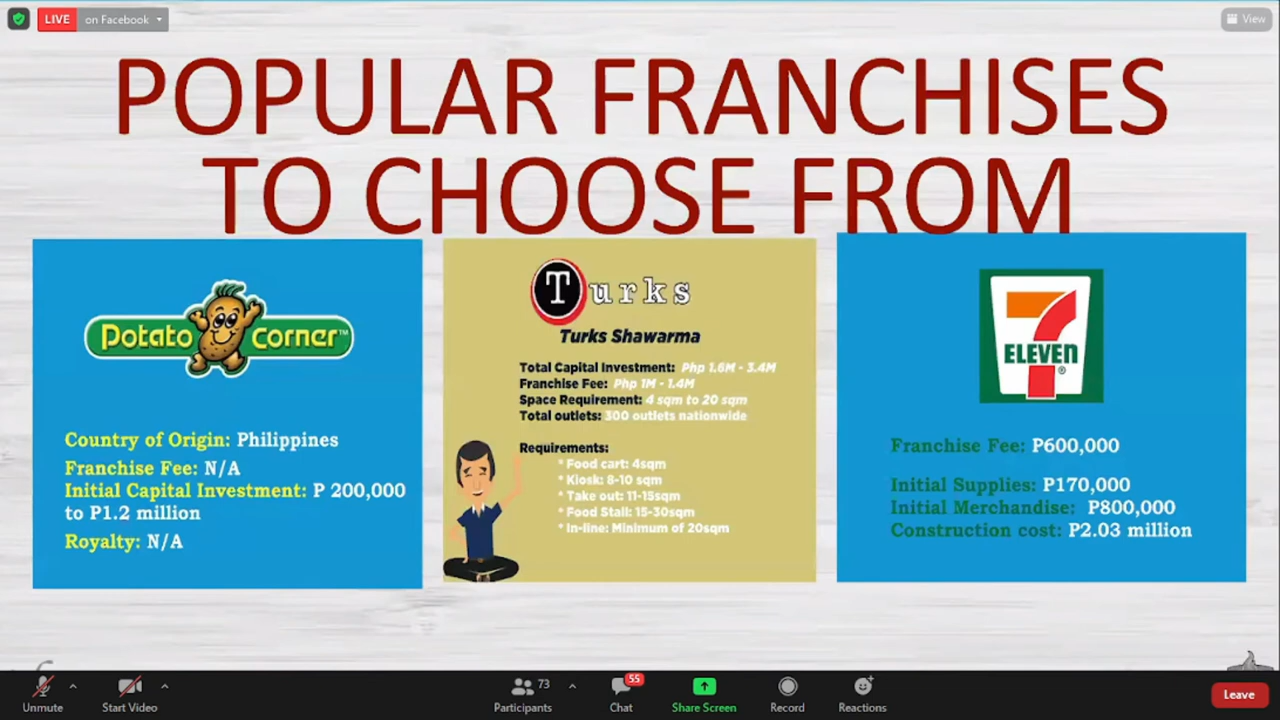 LIVE on Facebook
View
POPULAR FRANCHISES
TO CHOOSE FROM
Potato Corner™
Country of Origin: Philippines
Franchise Fee: N/A
Initial Capital Investment: P 200,000
to P1.2 million
Royalty: N/A
Turks
Turks Shawarma
Total Capital Investment: Php 1.6M - 3.4M
Franchise Fee: Php 1M - 1.4M
Space Requirement: 4 sqm to 20 sqm
Total outlets: 300 outlets nationwide
Requirements:
* Food cart: 4sqm
* Kiosk: 8-10 sqm
* Take out: 11-15sqm
* Food Stall: 15-30sqm
* In-line: Minimum of 20sqm
7
ELEVEN
®
Franchise Fee: P600,000
Initial Supplies: P170,000
Initial Merchandise: P800,000
Construction cost: P2.03 million
Unmute
Start Video
73
Participants
55
Chat
Share Screen
Record
Reactions
Leave